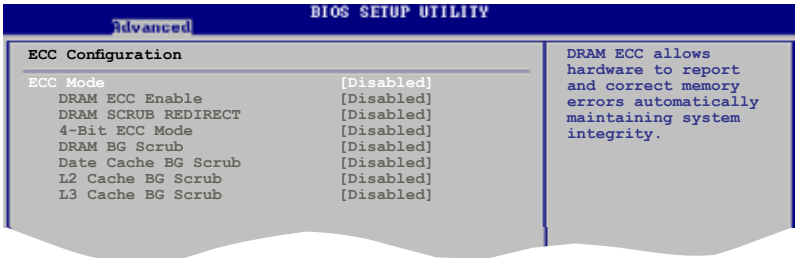 BIOS SETUP UTILITY
Advanced
ECC Configuration
ECC Mode [Disabled]
DRAM ECC Enable [Disabled]
DRAM SCRUB REDIRECT [Disabled]
4-Bit ECC Mode [Disabled]
DRAM BG Scrub [Disabled]
Date Cache BG Scrub [Disabled]
L2 Cache BG Scrub [Disabled]
L3 Cache BG Scrub [Disabled]
DRAM ECC allows
hardware to report
and correct memory
errors automatically
maintaining system
integrity.